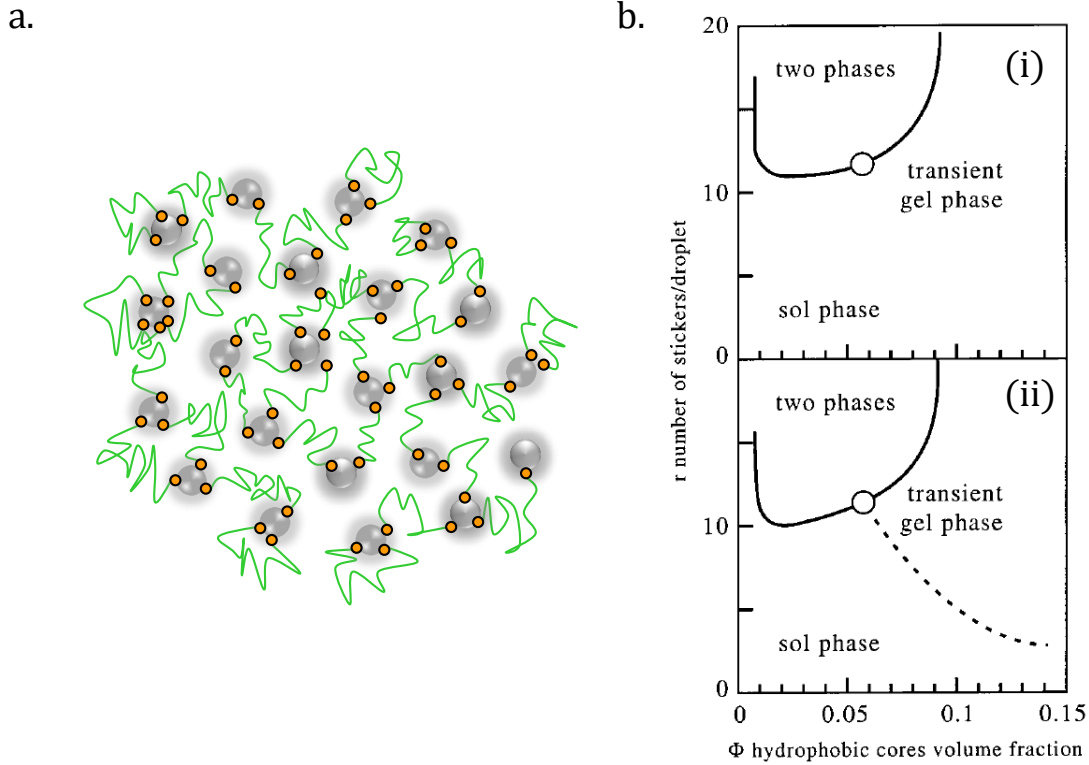 a.
b.
20
two phases
(i)
transient
gel phase
10
sol phase
0
two phases
(ii)
transient
gel phase
10
sol phase
0
r number of stickers/droplet
0
0.05
0.1
0.15
Φ hydrophobic cores volume fraction